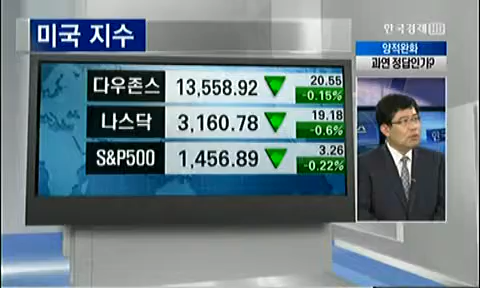 미국 지수
한국경제HD
양적완화
과연 정답인가?
다우존스 13,558.92 ▼ 20.55 -0.15%
나스닥 3,160.78 ▼ 19.18 -0.6%
S&P500 1,456.89 ▼ 3.26 -0.22%